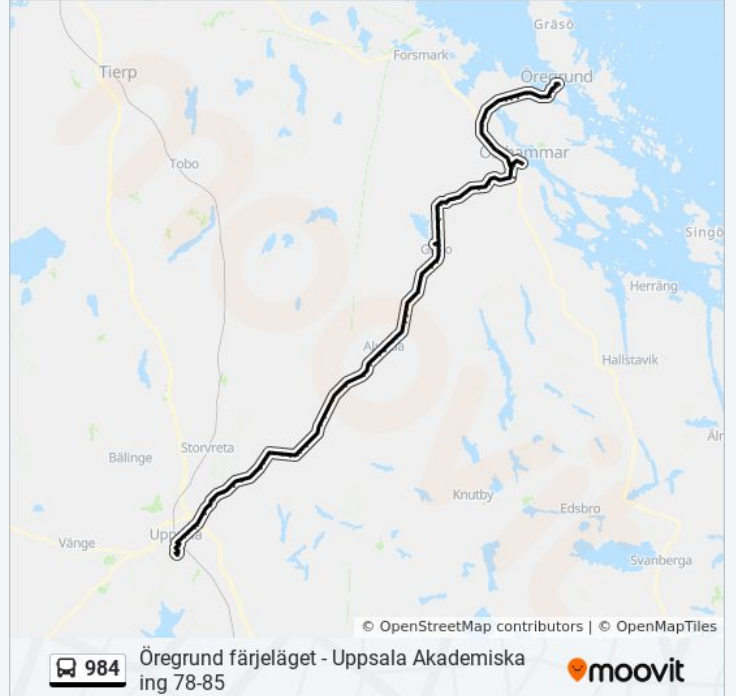 Gräsö
Forsmark
Tierp
Öregrund
Tobo
Singö
Herräng
Hallstavik
Storvreta
Bälinge
Knutby
Edsbro
Vänge
Svanberga
© OpenStreetMap contributors | © OpenMapTiles
984
Öregrund färjeläget - Uppsala Akademiska
ing 78-85
moovit